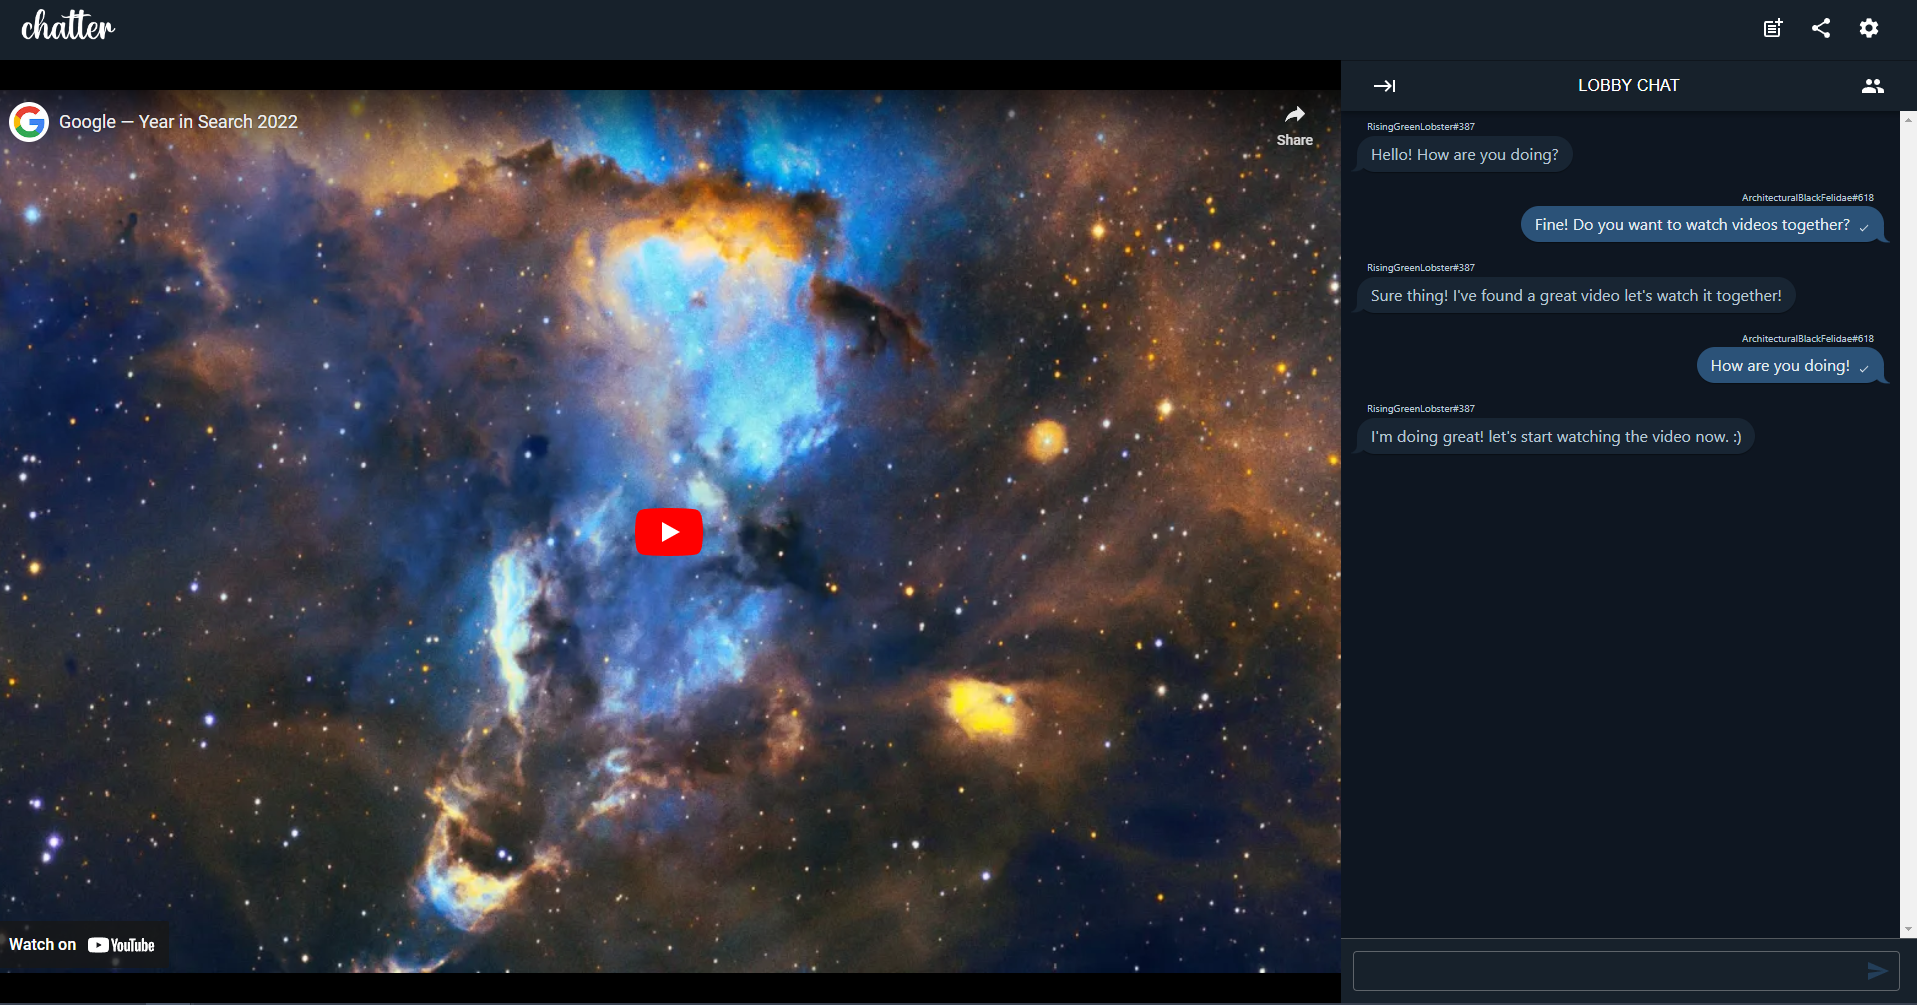 chatter
Google — Year in Search 2022
Share
Watch on YouTube
LOBBY CHAT
RisingGreenLobster#387
Hello! How are you doing?
ArchitecturalBlackFelidae#618
Fine! Do you want to watch videos together?
RisingGreenLobster#387
Sure thing! I've found a great video let's watch it together!
ArchitecturalBlackFelidae#618
How are you doing!
RisingGreenLobster#387
I'm doing great! let's start watching the video now. :)